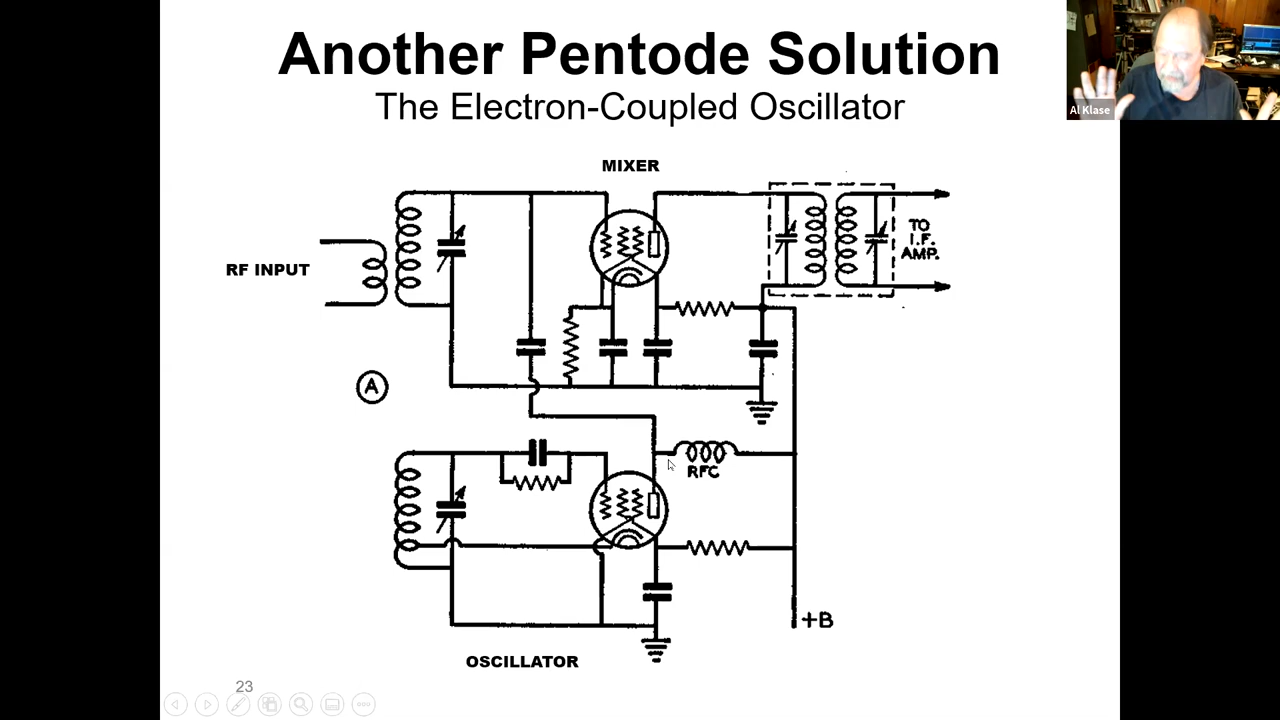 Another Pentode Solution
The Electron-Coupled Oscillator
Al Klase
MIXER
RF INPUT
TO
I.F.
AMP.
A
RFC
+B
OSCILLATOR
23